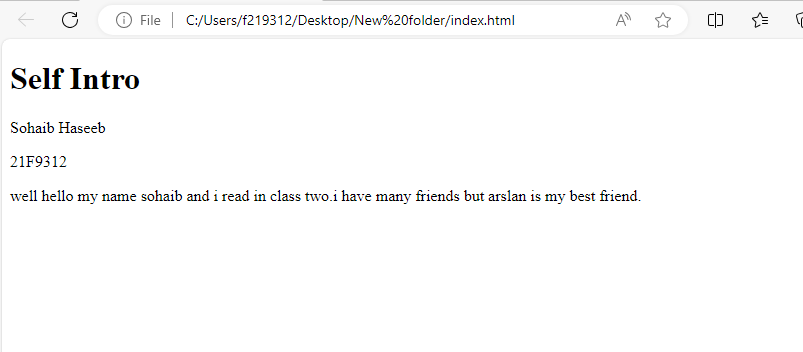 File C:/Users/f219312/Desktop/New%20folder/index.html
Self Intro
Sohaib Haseeb
21F9312
well hello my name sohaib and i read in class two.i have many friends but arslan is my best friend.